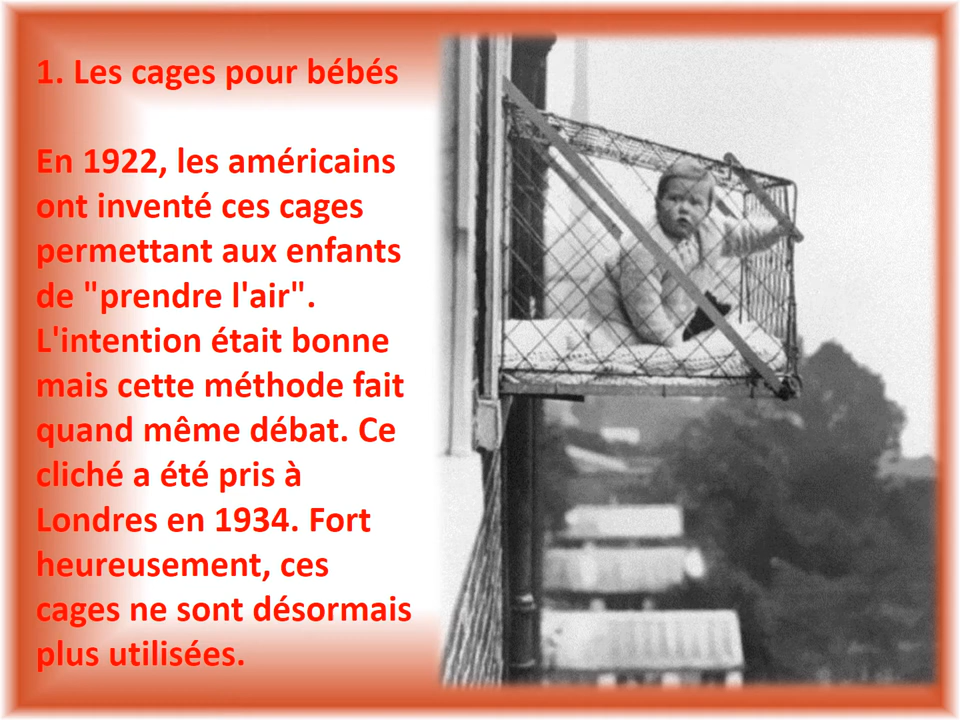 1. Les cages pour bébés
En 1922, les américains
ont inventé ces cages
permettant aux enfants
de "prendre l'air".
L'intention était bonne
mais cette méthode fait
quand même débat. Ce
cliché a été pris à
Londres en 1934. Fort
heureusement, ces
cages ne sont désormais
plus utilisées.